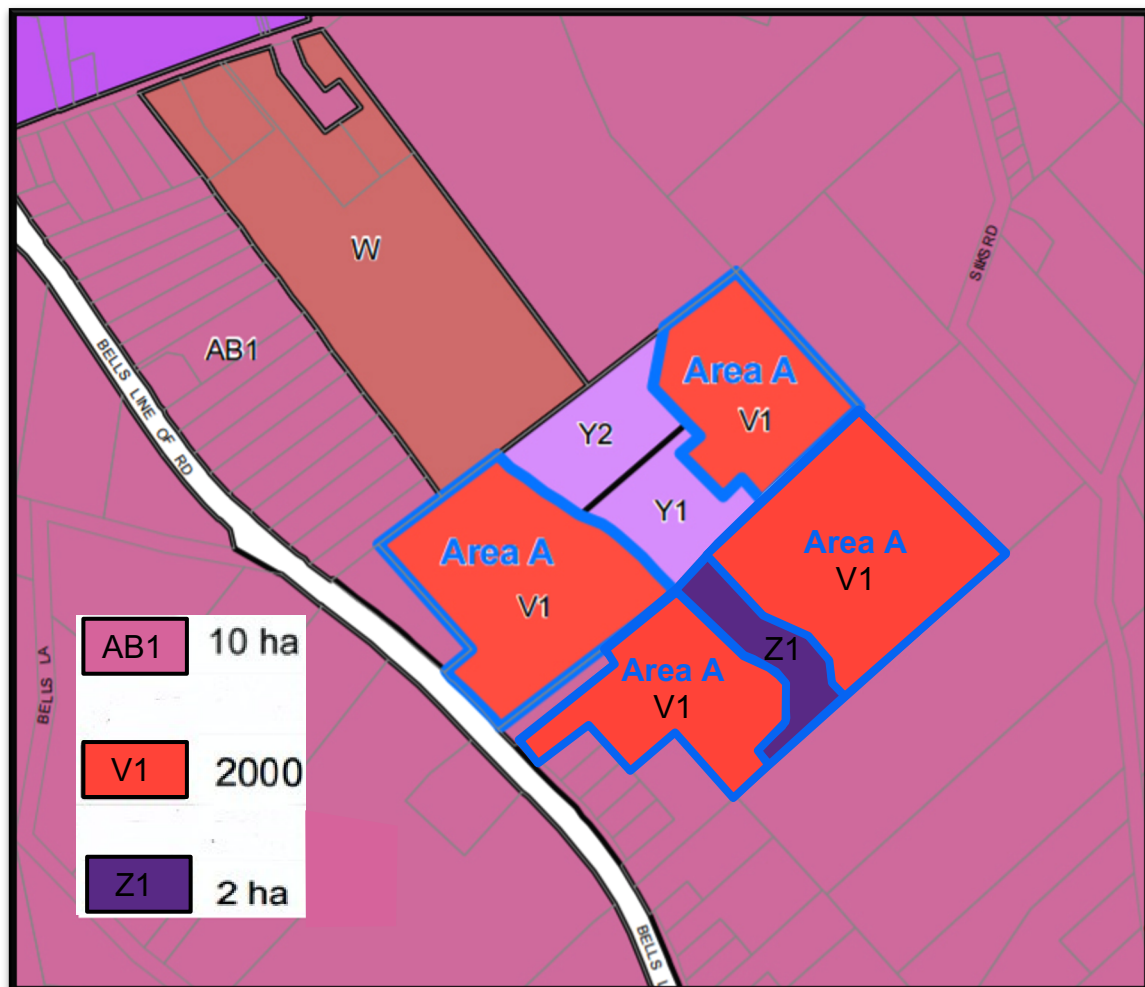 W
SIKS RD
AB1
BELLS LINE OF RD
Area A
V1
Y2
Y1
Area A
V1
Area A
V1
Z1
Area A
V1
BELLS LA
AB1 10 ha
V1 2000
Z1 2 ha
BELLS L